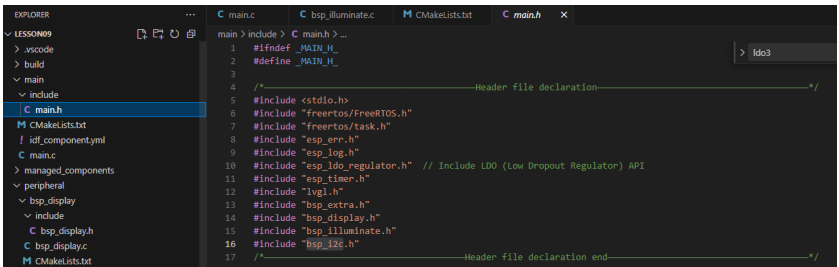 EXPLORER
LESSON09
.vscode
build
main
include
C main.h
M CMakeLists.txt
! idf_component.yml
C main.c
managed_components
peripheral
bsp_display
include
C bsp_display.h
C bsp_display.c
M CMakeLists.txt
C main.c
C bsp_illuminate.c
M CMakeLists.txt
C main.h
main > include > C main.h > ...
ldo3
1 #ifndef _MAIN_H_
2 #define _MAIN_H_
3
4 /*————————Header file declaration————————*/
5 #include <stdio.h>
6 #include "freertos/FreeRTOS.h"
7 #include "freertos/task.h"
8 #include "esp_err.h"
9 #include "esp_log.h"
10 #include "esp_ldo_regulator.h" // Include LDO (Low Dropout Regulator) API
11 #include "esp_timer.h"
12 #include "lvgl.h"
13 #include "bsp_extra.h"
14 #include "bsp_display.h"
15 #include "bsp_illuminate.h"
16 #include "bsp_i2c.h"
17 /*————————Header file declaration end————————*/